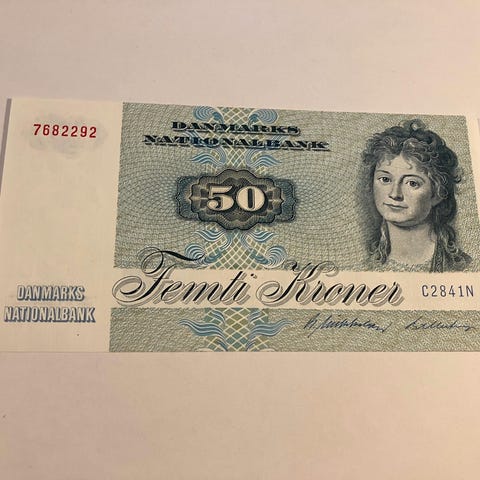 7682292
DANMARKS
NATIONALBANK
50
Femti Kroner
C2841N
DANMARKS
NATIONALBANK